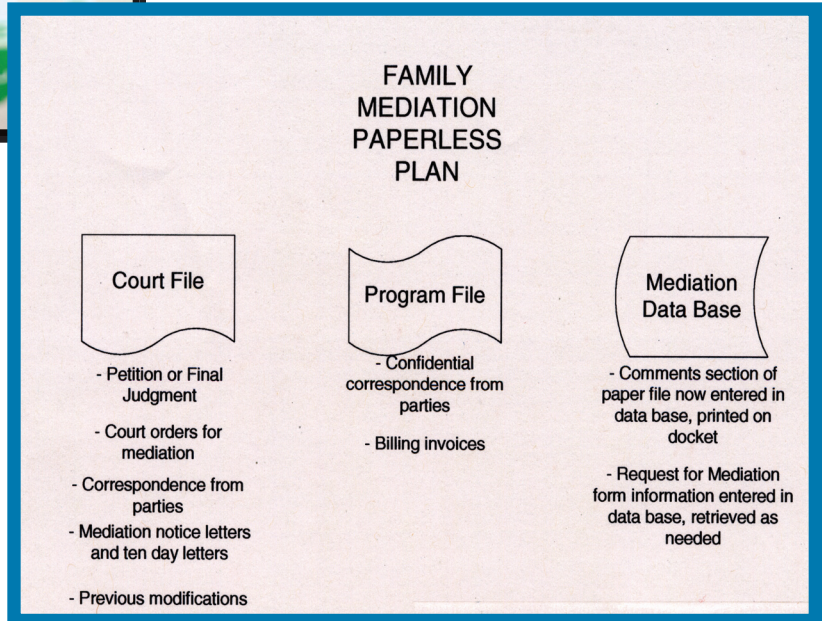 FAMILY
MEDIATION
PAPERLESS
PLAN
Court File
- Petition or Final
Judgment
- Court orders for
mediation
- Correspondence from
parties
- Mediation notice letters
and ten day letters
- Previous modifications
Program File
- Confidential
correspondence from
parties
- Billing invoices
Mediation
Data Base
- Comments section of
paper file now entered in
data base, printed on
docket
- Request for Mediation
form information entered in
data base, retrieved as
needed